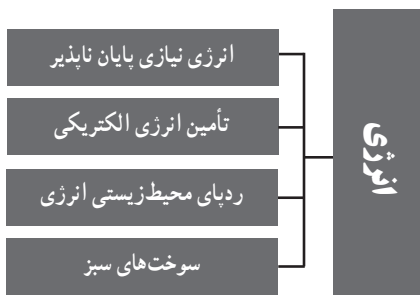 انرژی
انرژی نیازی پایان ناپذیر
تأمین انرژی الکتریکی
ردپای محیط‌زیستی انرژی
سوخت‌های سبز